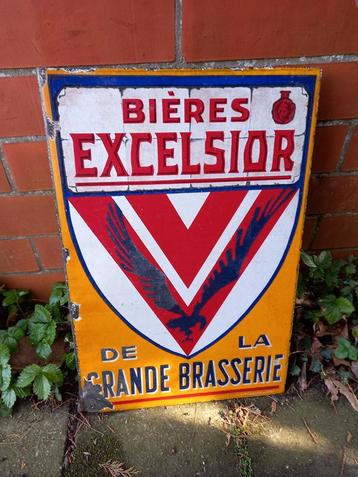 BIÈRES
EXCELSIOR
DE LA
GRANDE BRASSERIE